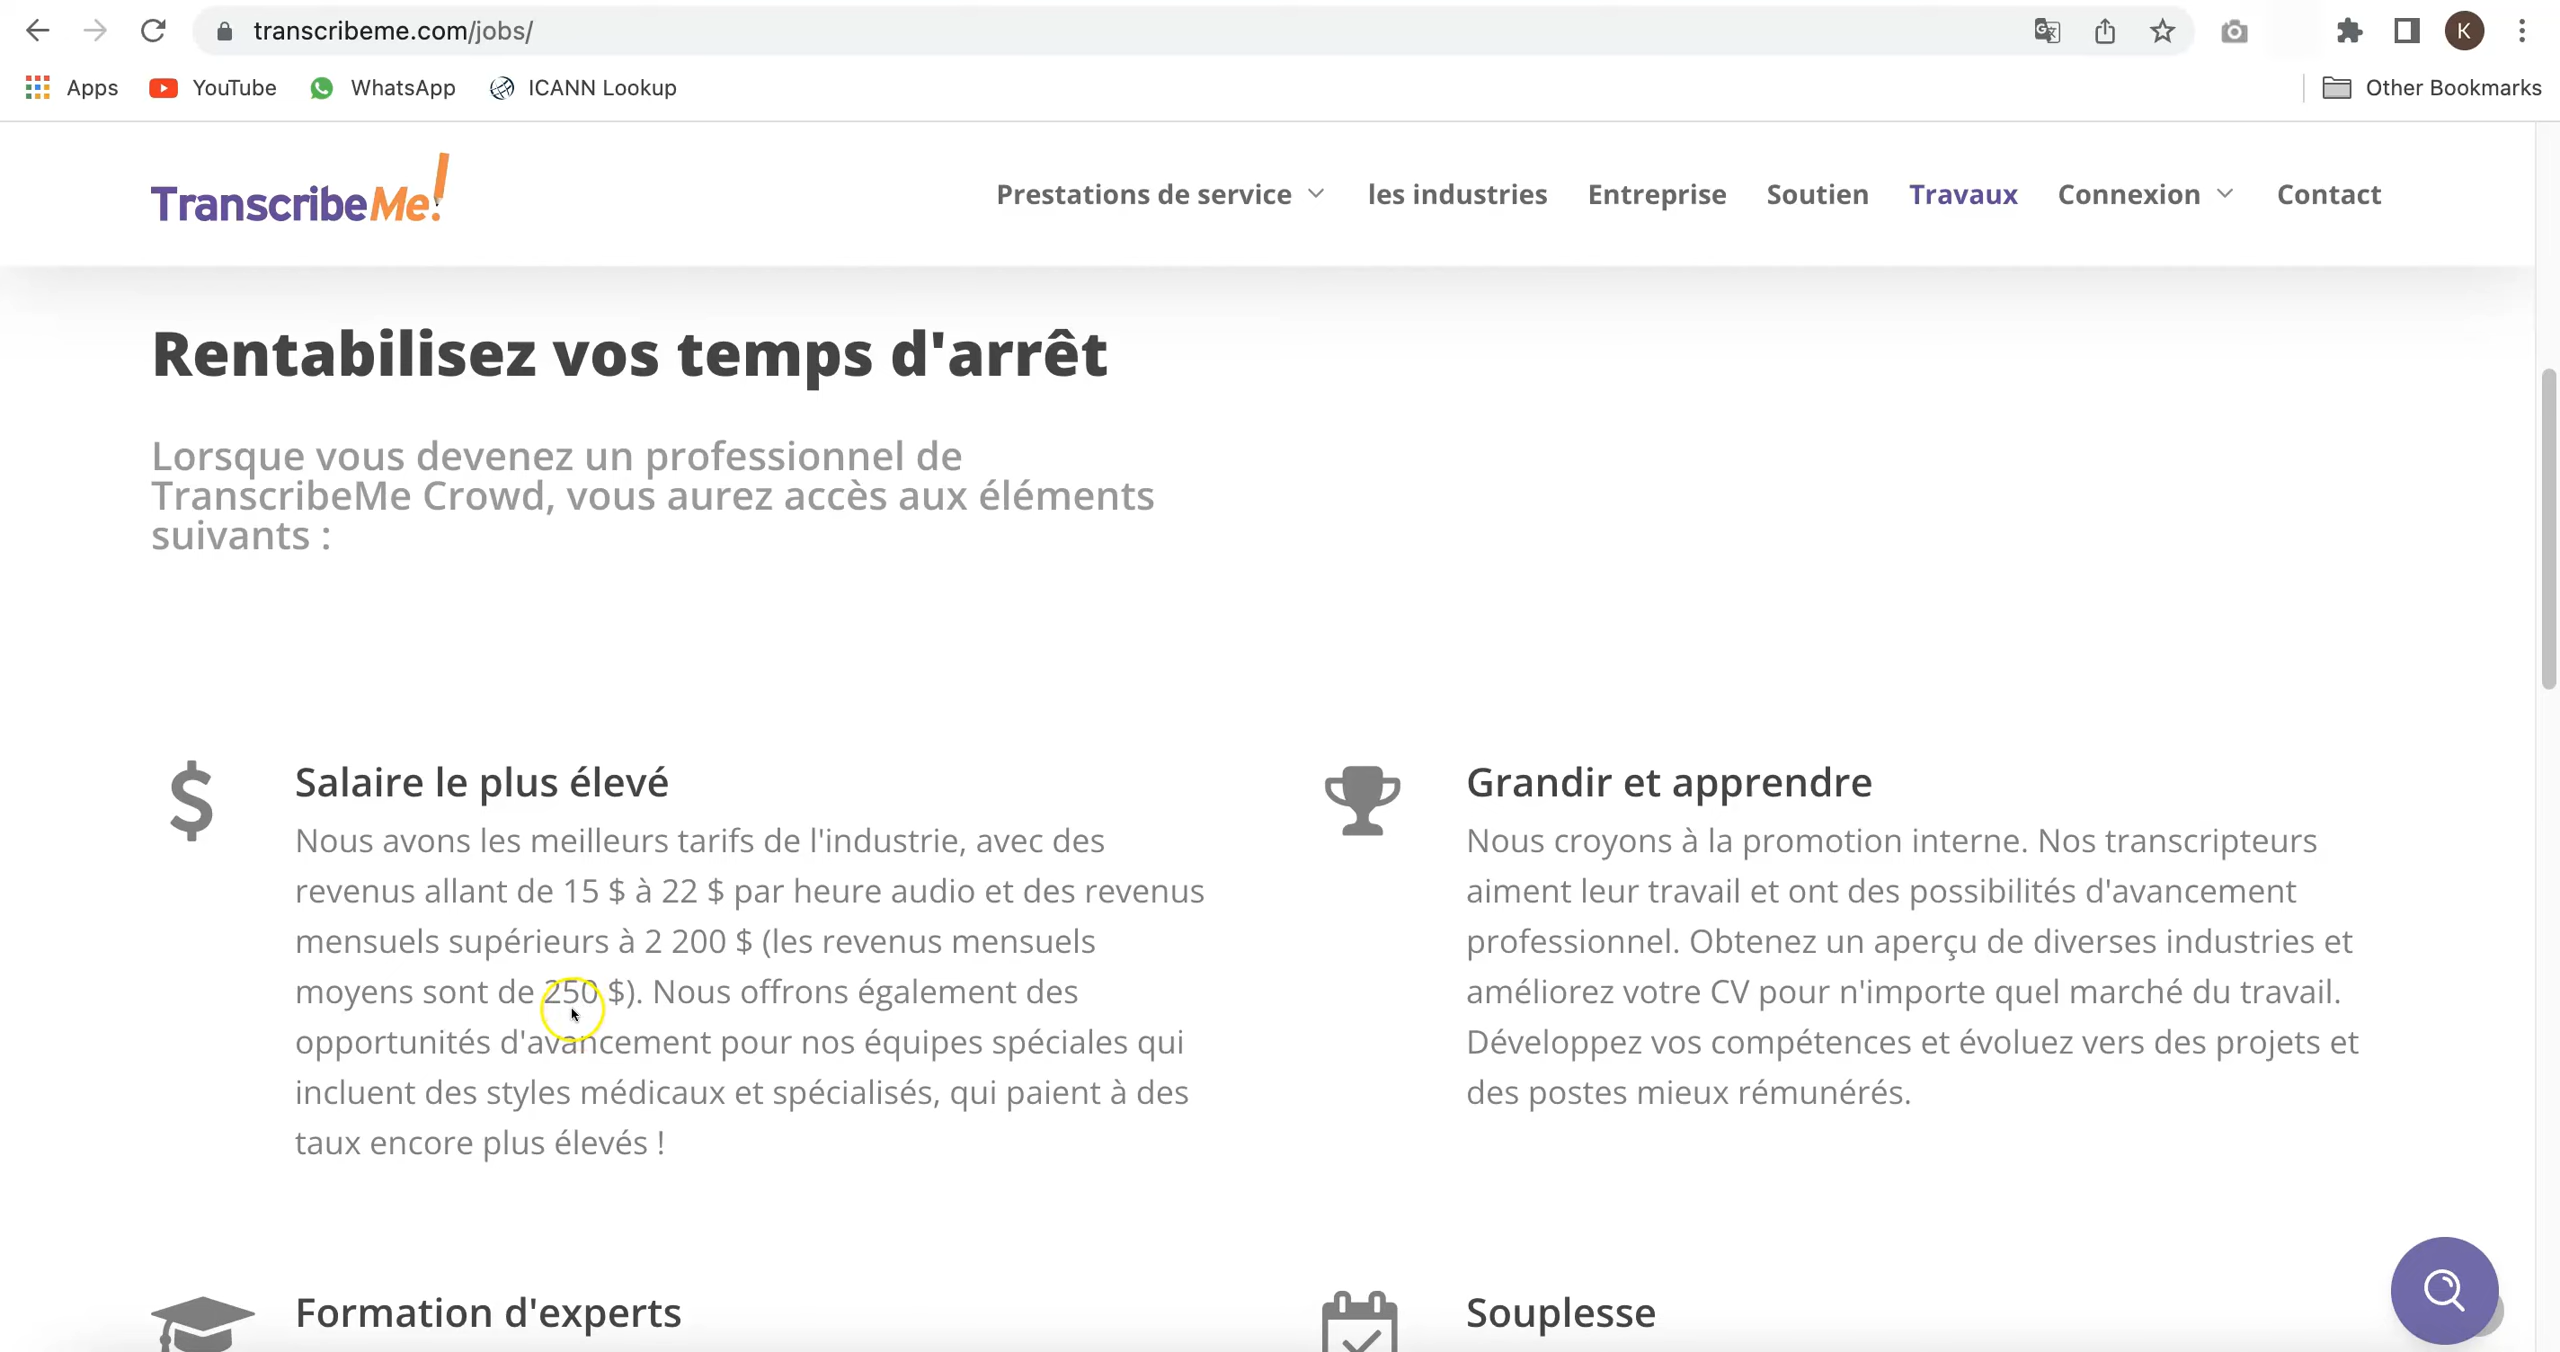 transcribeme.com/jobs/
K
Apps
YouTube
WhatsApp
ICANN Lookup
Other Bookmarks
TranscribeMe!
Prestations de service
les industries
Entreprise
Soutien
Travaux
Connexion
Contact
Rentabilisez vos temps d'arrêt
Lorsque vous devenez un professionnel de
TranscribeMe Crowd, vous aurez accès aux éléments
suivants :
Salaire le plus élevé
Nous avons les meilleurs tarifs de l'industrie, avec des
revenus allant de 15 $ à 22 $ par heure audio et des revenus
mensuels supérieurs à 2 200 $ (les revenus mensuels
moyens sont de 250 $). Nous offrons également des
opportunités d'avancement pour nos équipes spéciales qui
incluent des styles médicaux et spécialisés, qui paient à des
taux encore plus élevés !
Grandir et apprendre
Nous croyons à la promotion interne. Nos transcripteurs
aiment leur travail et ont des possibilités d'avancement
professionnel. Obtenez un aperçu de diverses industries et
améliorez votre CV pour n'importe quel marché du travail.
Développez vos compétences et évoluez vers des projets et
des postes mieux rémunérés.
Formation d'experts
Souplesse